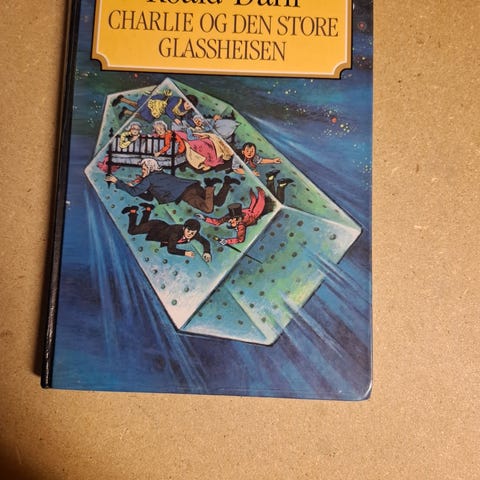 Roald Dahl
CHARLIE OG DEN STORE
GLASSHEISEN